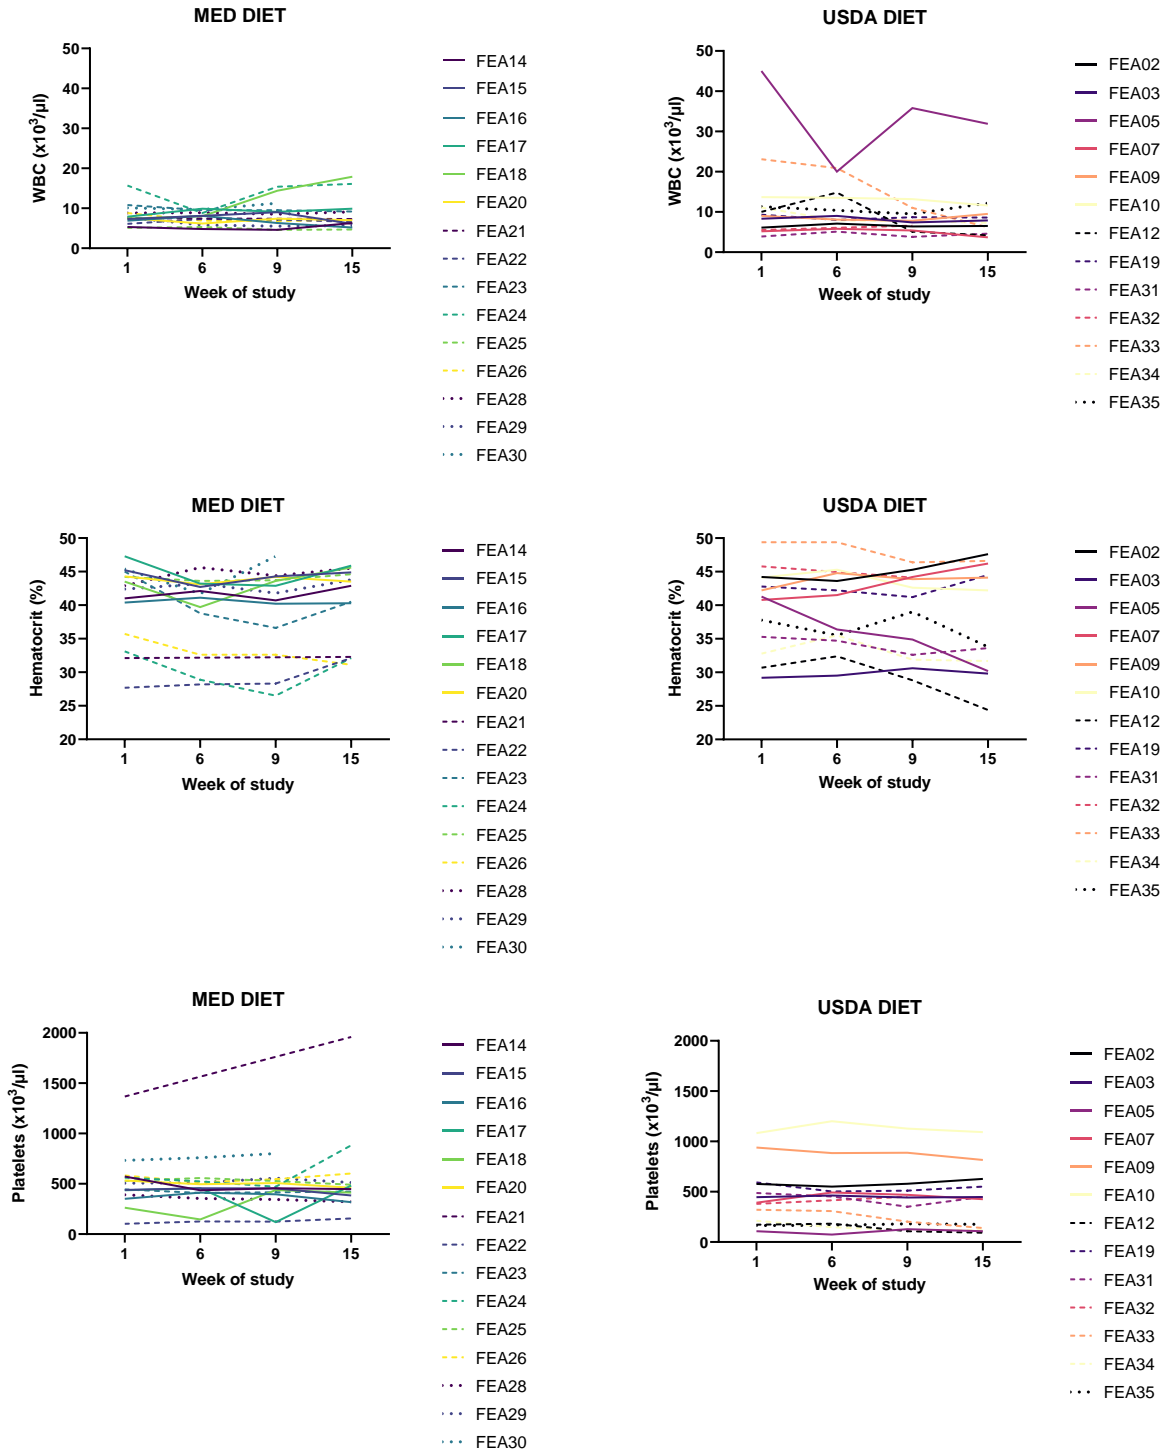 MED DIET
50
40
30
20
10
0
WBC (x10³/µl)
1 6 9 15
Week of study
FEA14
FEA15
FEA16
FEA17
FEA18
FEA20
FEA21
FEA22
FEA23
FEA24
FEA25
FEA26
FEA28
FEA29
FEA30
USDA DIET
50
40
30
20
10
0
WBC (x10³/µl)
1 6 9 15
Week of study
FEA02
FEA03
FEA05
FEA07
FEA09
FEA10
FEA12
FEA19
FEA31
FEA32
FEA33
FEA34
FEA35
MED DIET
50
45
40
35
30
25
20
Hematocrit (%)
1 6 9 15
Week of study
FEA14
FEA15
FEA16
FEA17
FEA18
FEA20
FEA21
FEA22
FEA23
FEA24
FEA25
FEA26
FEA28
FEA29
FEA30
USDA DIET
50
45
40
35
30
25
20
Hematocrit (%)
1 6 9 15
Week of study
FEA02
FEA03
FEA05
FEA07
FEA09
FEA10
FEA12
FEA19
FEA31
FEA32
FEA33
FEA34
FEA35
MED DIET
2000
1500
1000
500
0
Platelets (x10³/µl)
1 6 9 15
Week of study
FEA14
FEA15
FEA16
FEA17
FEA18
FEA20
FEA21
FEA22
FEA23
FEA24
FEA25
FEA26
FEA28
FEA29
FEA30
USDA DIET
2000
1500
1000
500
0
Platelets (x10³/µl)
1 6 9 15
Week of study
FEA02
FEA03
FEA05
FEA07
FEA09
FEA10
FEA12
FEA19
FEA31
FEA32
FEA33
FEA34
FEA35